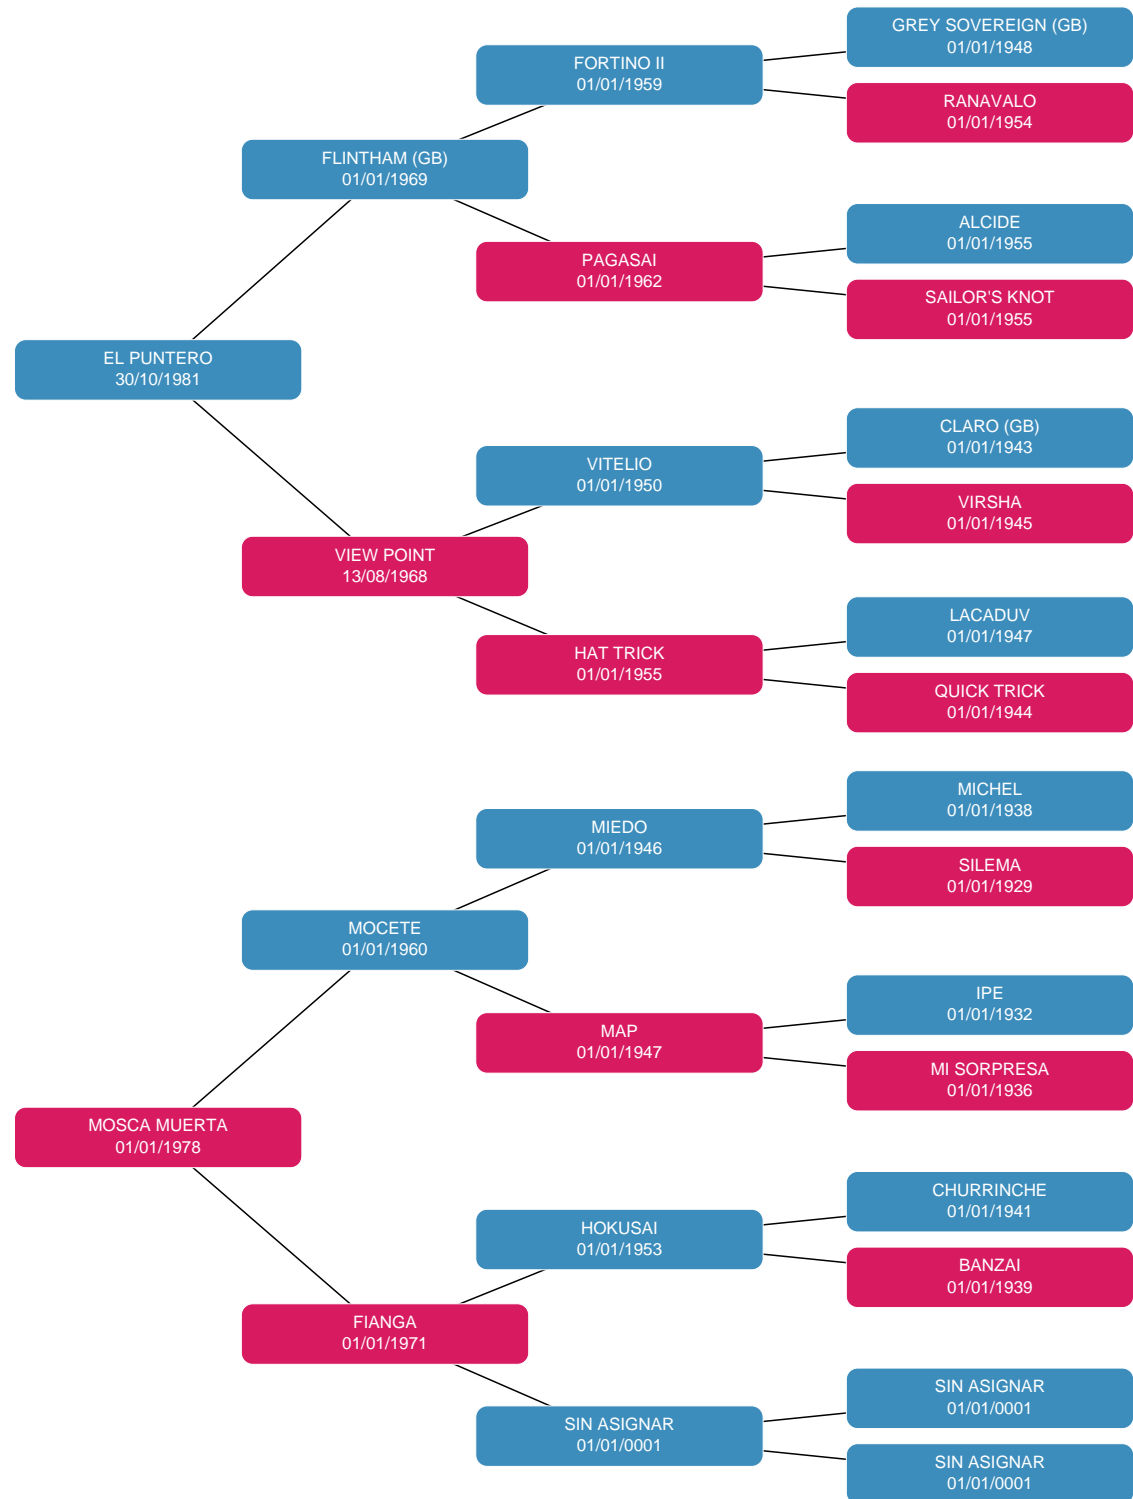 GREY SOVEREIGN (GB)
01/01/1948
FORTINO II
01/01/1959
RANAVALO
01/01/1954
FLINTHAM (GB)
01/01/1969
ALCIDE
01/01/1955
PAGASAI
01/01/1962
SAILOR'S KNOT
01/01/1955
EL PUNTERO
30/10/1981
CLARO (GB)
01/01/1943
VITELIO
01/01/1950
VIRSHA
01/01/1945
VIEW POINT
13/08/1968
LACADUV
01/01/1947
HAT TRICK
01/01/1955
QUICK TRICK
01/01/1944
MICHEL
01/01/1938
MIEDO
01/01/1946
SILEMA
01/01/1929
MOCETE
01/01/1960
IPE
01/01/1932
MAP
01/01/1947
MI SORPRESA
01/01/1936
MOSCA MUERTA
01/01/1978
CHURRINCHE
01/01/1941
HOKUSAI
01/01/1953
BANZAI
01/01/1939
FIANGA
01/01/1971
SIN ASIGNAR
01/01/0001
SIN ASIGNAR
01/01/0001
SIN ASIGNAR
01/01/0001